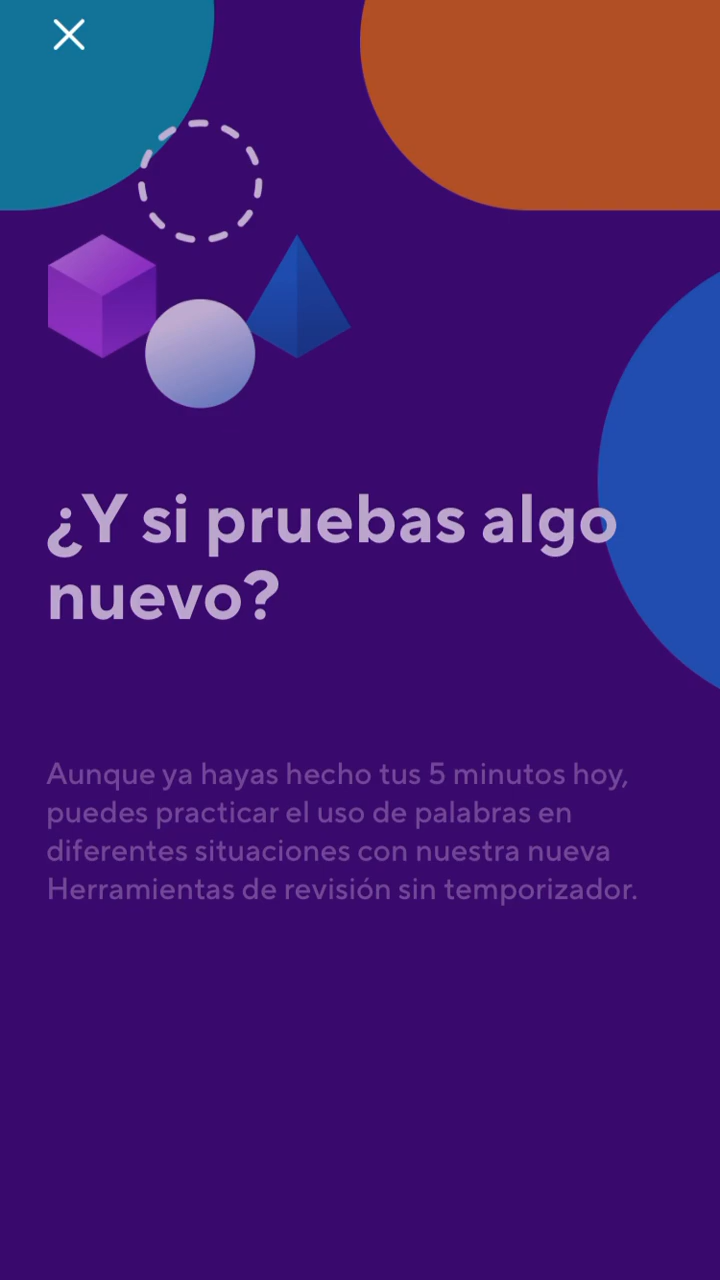 ¿Y si pruebas algo
nuevo?
Aunque ya hayas hecho tus 5 minutos hoy,
puedes practicar el uso de palabras en
diferentes situaciones con nuestra nueva
Herramientas de revisión sin temporizador.